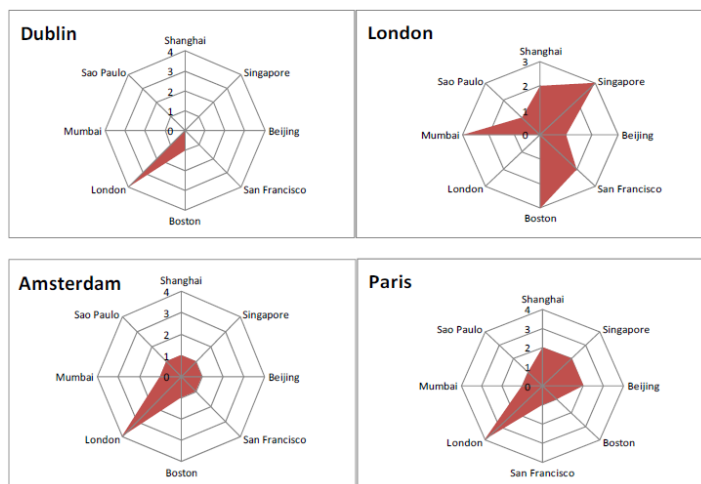 Dublin
Shanghai
Sao Paulo
4
Singapore
3
2
1
Mumbai
0
Beijing
London
San Francisco
Boston
London
Shanghai
3
Sao Paulo
Singapore
2
1
Mumbai
0
Beijing
London
San Francisco
Boston
Amsterdam
Shanghai
4
Sao Paulo
Singapore
3
2
1
Mumbai
0
Beijing
London
San Francisco
Boston
Paris
Shanghai
4
Sao Paulo
Singapore
3
2
1
Mumbai
0
Beijing
London
Boston
San Francisco